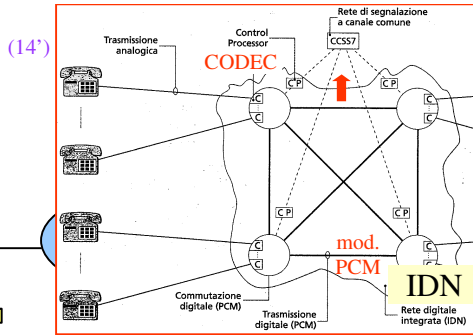 Rete di segnalazione
a canale comune
(14’)
Trasmissione
analogica
Control
Processor
CCSS7
CODEC
C P
C P
C
C
C
C
C P
C P
mod.
PCM
C
C
C
C
IDN
Commutazione
digitale (PCM)
Trasmissione
digitale (PCM)
Rete digitale
integrata (IDN)